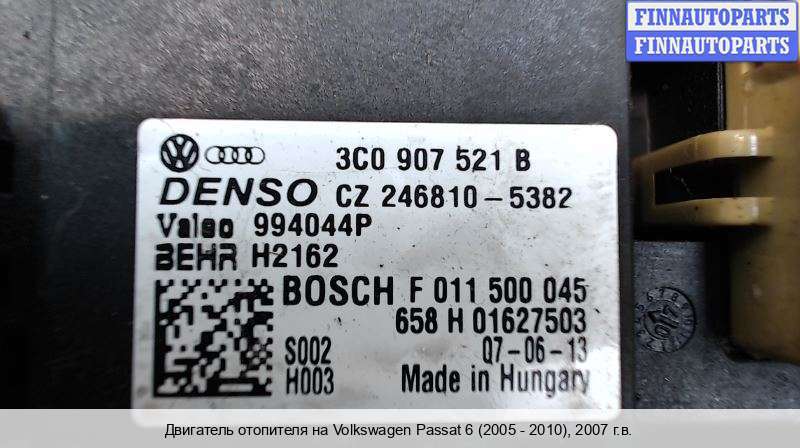 FINNAUTOPARTS
FINNAUTOPARTS
3C0 907 521 B
DENSO CZ 246810-5382
Valeo 994044P
BEHR H2162
BOSCH F 011 500 045
658 H 01627503
S002 07-06-13
H003 Made in Hungary
Двигатель отопителя на Volkswagen Passat 6 (2005 - 2010), 2007 г.в.